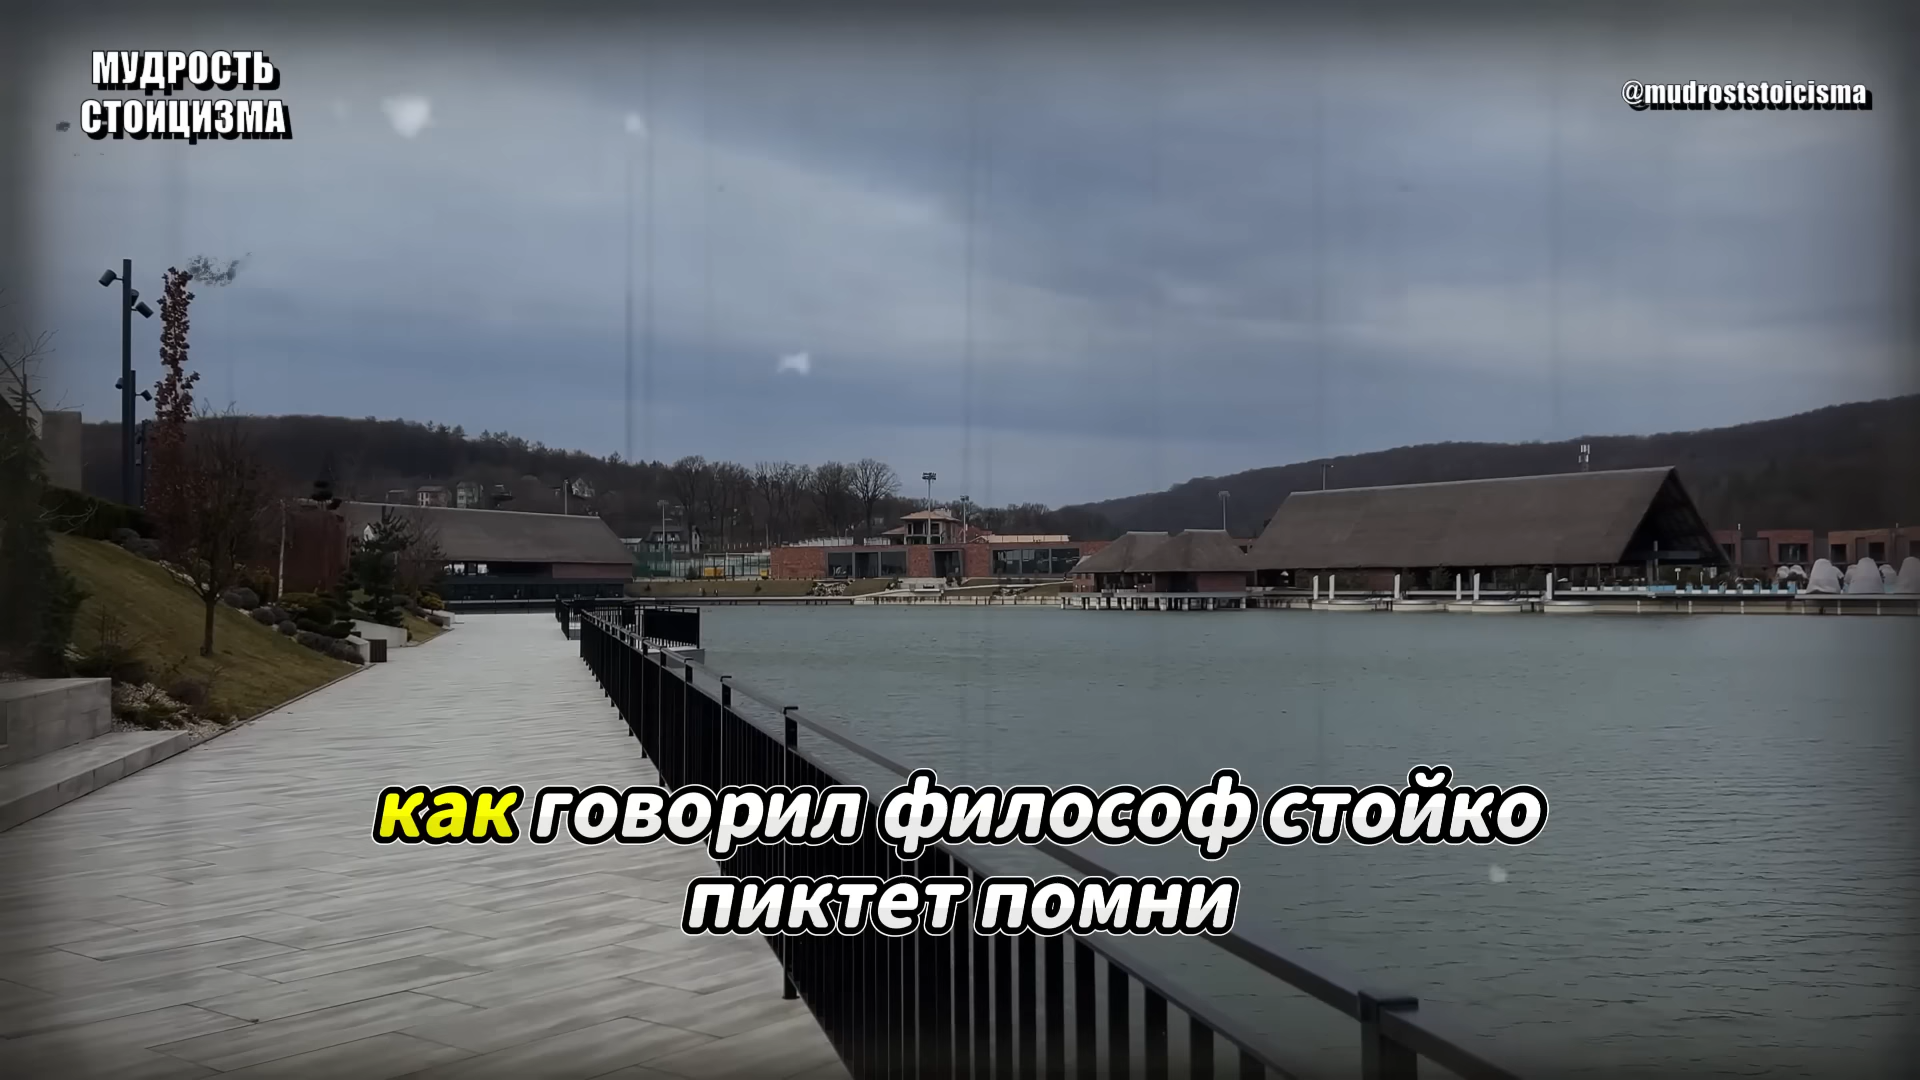 МУДРОСТЬ
СТОИЦИЗМА
@mudroststoicisma
как говорил философ стойко
пиктет помни